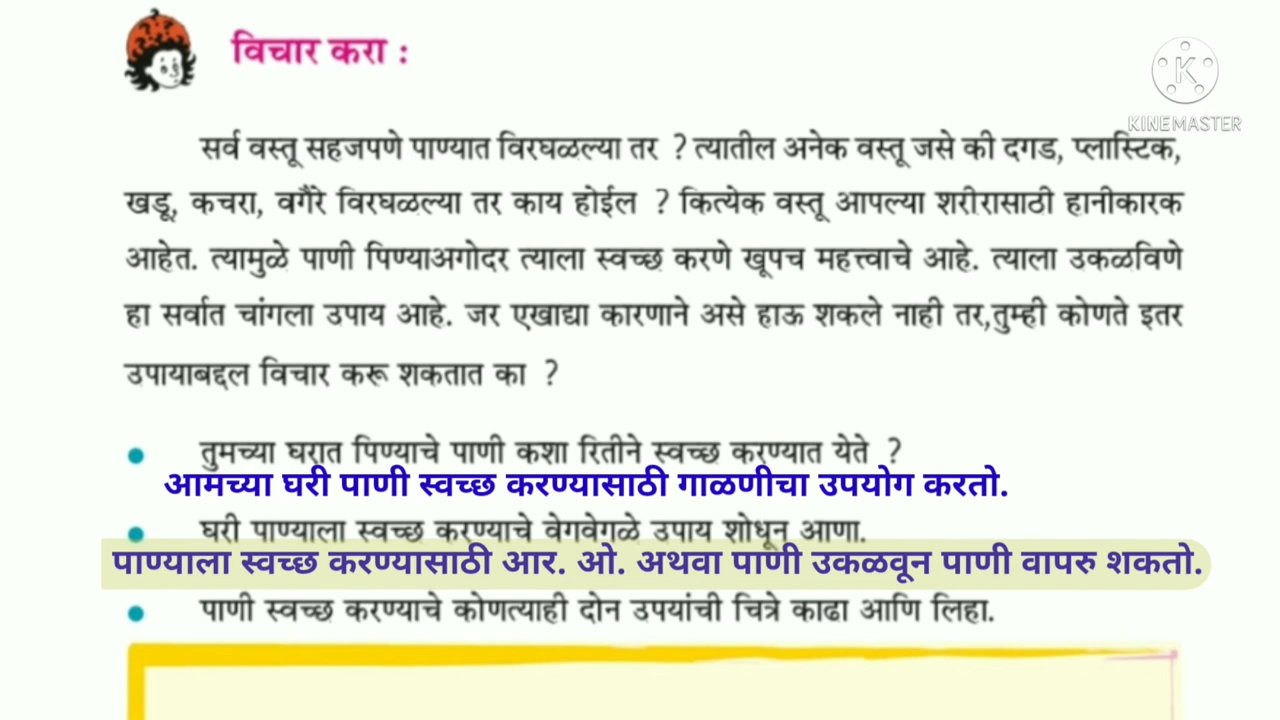 विचार करा :
KINEMASTER
सर्व वस्तू सहजपणे पाण्यात विरघळल्या तर ? त्यातील अनेक वस्तू जसे की दगड, प्लास्टिक,
खडू, कचरा, वगैंरे विरघळल्या तर काय होईल ? कित्येक वस्तू आपल्या शरीरासाठी हानीकारक
आहेत. त्यामुळे पाणी पिण्याअगोदर त्याला स्वच्छ करणे खूपच महत्त्वाचे आहे. त्याला उकळविणे
हा सर्वात चांगला उपाय आहे. जर एखाद्या कारणाने असे हाऊ शकले नाही तर,तुम्ही कोणते इतर
उपायाबद्दल विचार करू शकतात का ?
• तुमच्या घरात पिण्याचे पाणी कशा रितीने स्वच्छ करण्यात येते ?
आमच्या घरी पाणी स्वच्छ करण्यासाठी गाळणीचा उपयोग करतो.
• घरी पाण्याला स्वच्छ करण्याचे वेगवेगळे उपाय शोधून आणा.
पाण्याला स्वच्छ करण्यासाठी आर. ओ. अथवा पाणी उकळवून पाणी वापरु शकतो.
• पाणी स्वच्छ करण्याचे कोणत्याही दोन उपयांची चित्रे काढा आणि लिहा.